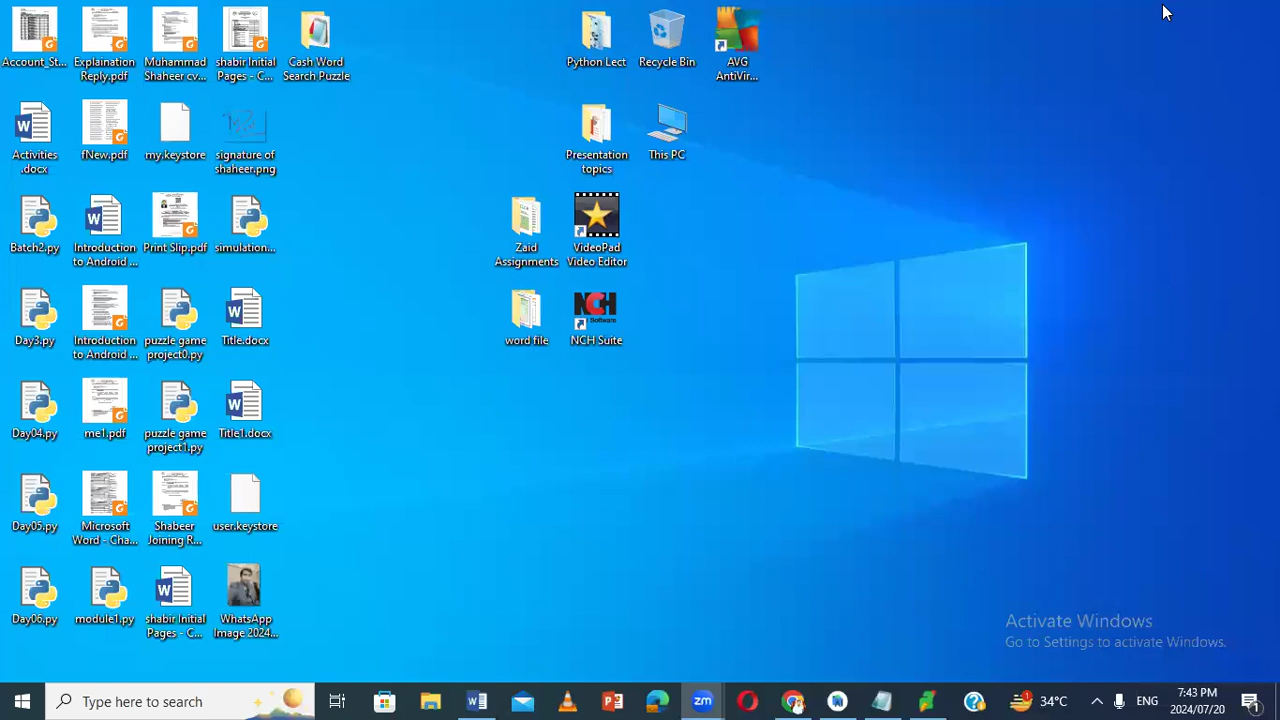 Account_St...
Explaination
Reply.pdf
Muhammad
Shaheer cv...
shabir Initial
Pages - C...
Cash Word
Search Puzzle
Python Lect
Recycle Bin
AVG
AntiVir...
Activities
.docx
fNew.pdf
my.keystore
signature of
shaheer.png
Presentation
topics
This PC
Batch2.py
Introduction
to Android ...
Print Slip.pdf
simulation...
Zaid
Assignments
VideoPad
Video Editor
Day3.py
Introduction
to Android ...
puzzle game
project0.py
Title.docx
word file
NCH
Software
NCH Suite
Day04.py
me1.pdf
puzzle game
project1.py
Title1.docx
Day05.py
Microsoft
Word - Cha...
Shabeer
Joining R...
user.keystore
Day06.py
module1.py
shabir Initial
Pages - C...
WhatsApp
Image 2024...
Activate Windows
Go to Settings to activate Windows.
Type here to search
zm
34°C
ENG
7:43 PM
2024/07/20